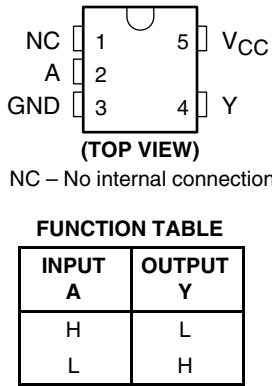 NC 1 5 VCC
A 2
GND 3 4 Y
(TOP VIEW)
NC – No internal connection
FUNCTION TABLE
INPUT OUTPUT
A Y
H L
L H